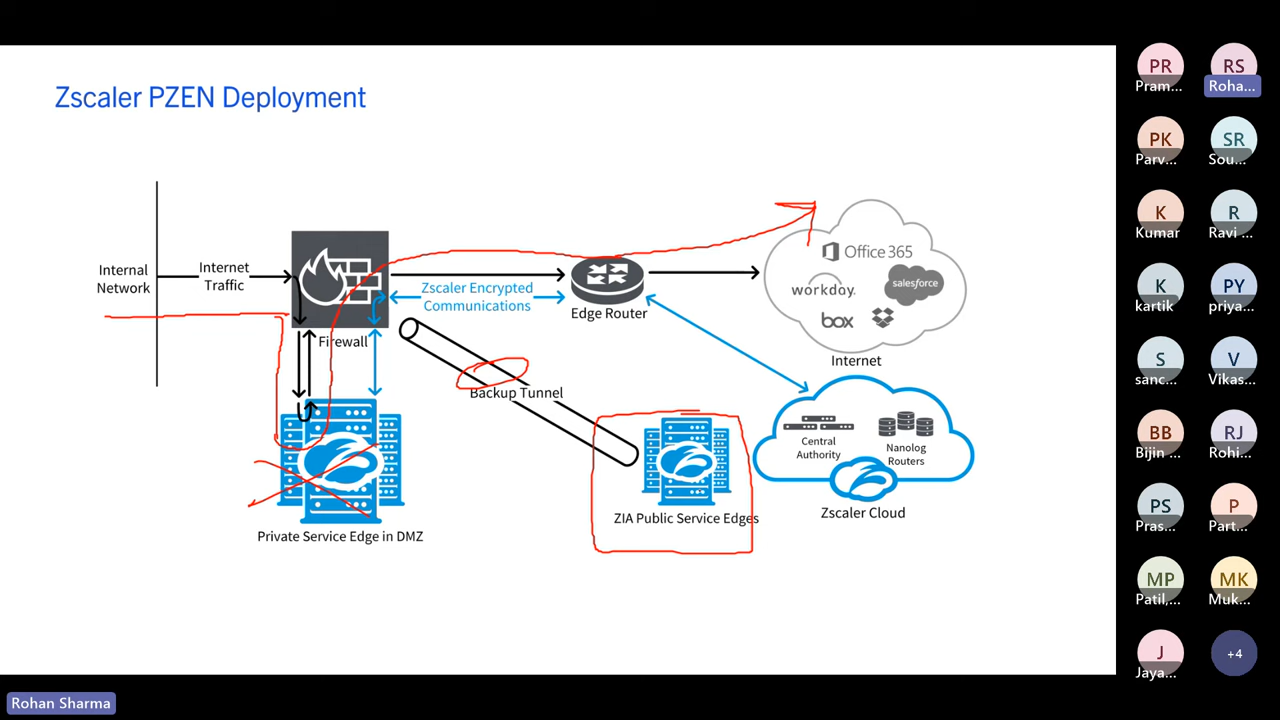 Zscaler PZEN Deployment
Internal
Network
Internet
Traffic
Firewall
Zscaler Encrypted
Communications
Edge Router
Office 365
workday.
salesforce
box
Internet
Backup Tunnel
Central
Authority
Nanolog
Routers
Zscaler Cloud
ZIA Public Service Edges
Private Service Edge in DMZ
PR
Pram...
RS
Roha...
PK
Parv...
SR
Sou...
K
Kumar
R
Ravi ...
K
kartik
PY
priya...
S
sanc...
V
Vikas...
BB
Bijin ...
RJ
Rohi...
PS
Pras...
P
Part...
MP
Patil,...
MK
Muk...
J
Jaya...
+4
Rohan Sharma